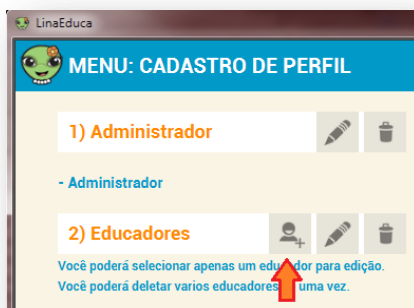 LinaEduca
MENU: CADASTRO DE PERFIL
1) Administrador
- Administrador
2) Educadores
Você poderá selecionar apenas um educador para edição.
Você poderá deletar varios educadores uma vez.